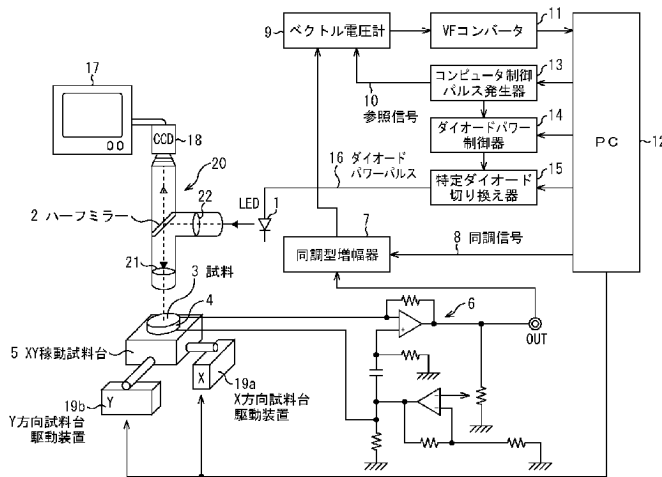 9
ベクトル電圧計
11
VFコンバータ
17
13
コンピュータ制御
パルス発生器
10
参照信号
CCD
18
14
ダイオードパワー
制御器
PC
12
20
16 ダイオード
パワーパルス
15
特定ダイオード
切り換え器
LED
22
1
2 ハーフミラー
7
同調型増幅器
8 同調信号
21
3 試料
4
6
OUT
5 XY稼動試料台
X
19a
X方向試料台
駆動装置
Y
19b
Y方向試料台
駆動装置